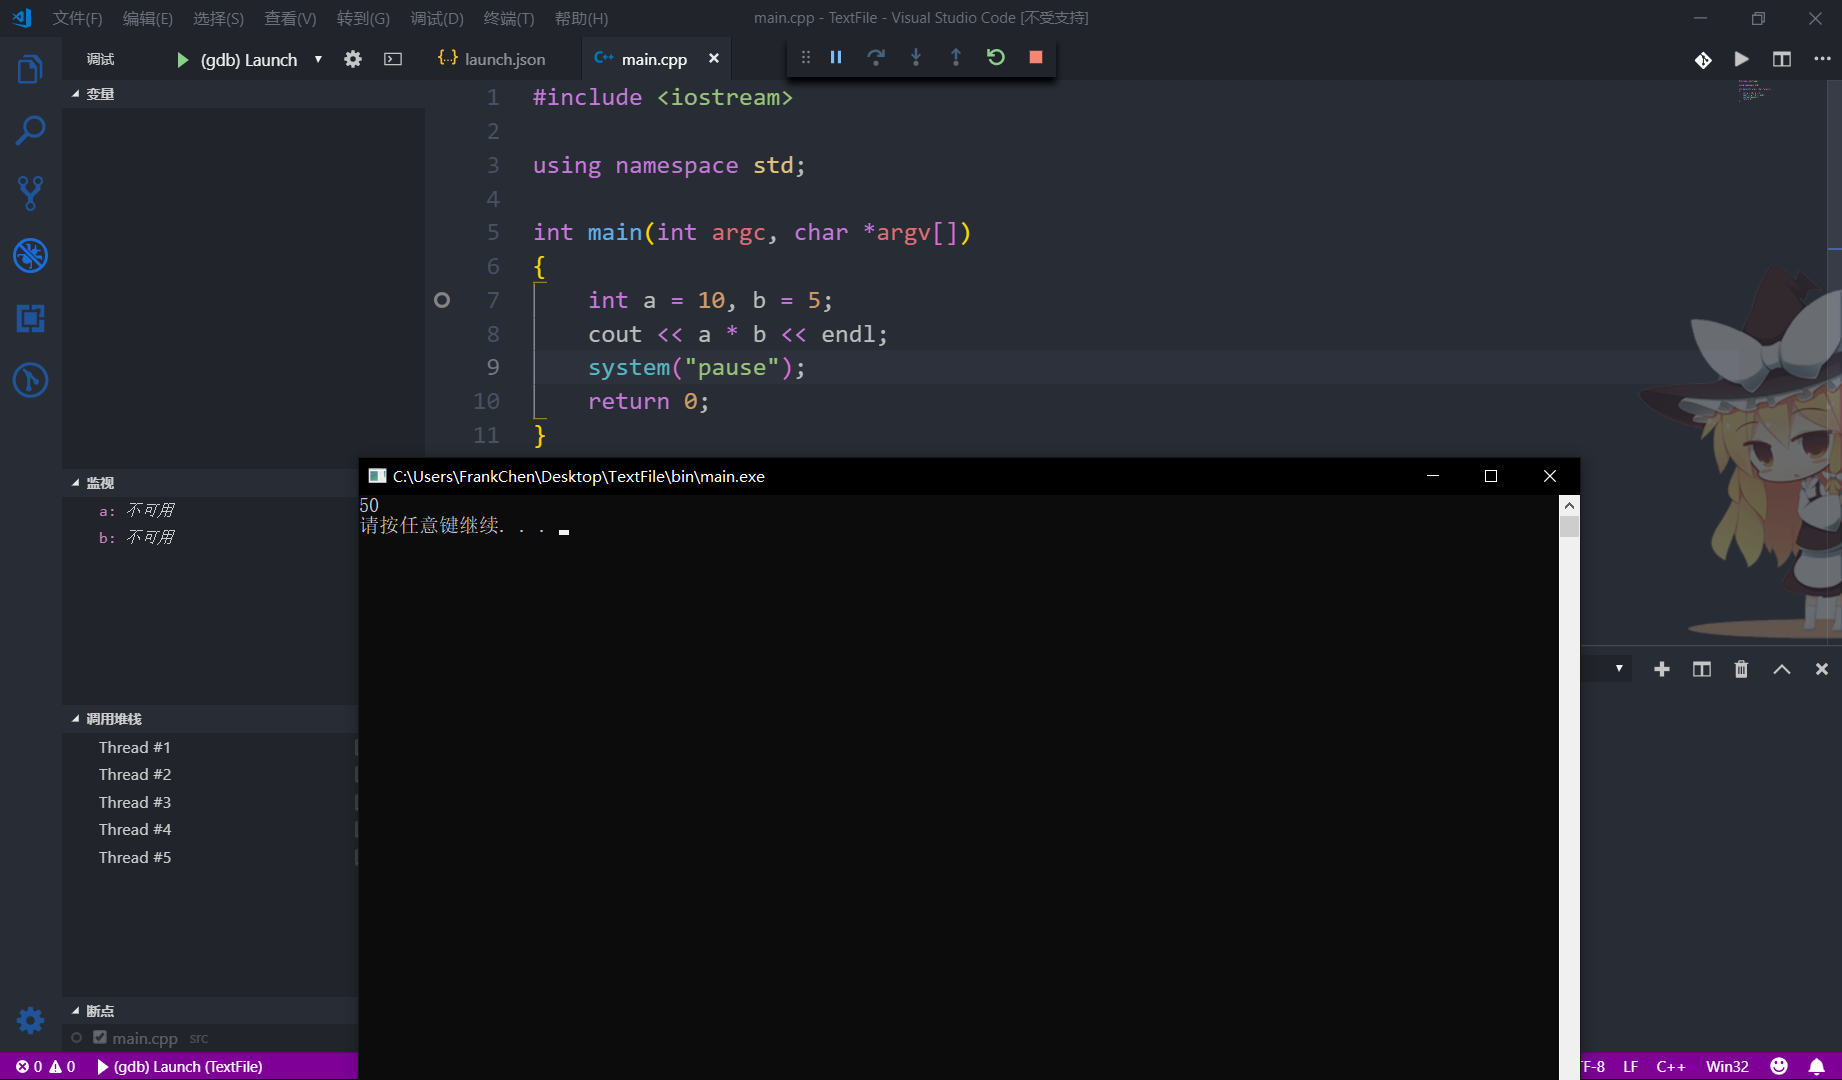 文件(F) 编辑(E) 选择(S) 查看(V) 转到(G) 调试(D) 终端(T) 帮助(H) main.cpp - TextFile - Visual Studio Code [不受支持]
调试 (gdb) Launch launch.json main.cpp
变量
1 #include <iostream>
2
3 using namespace std;
4
5 int main(int argc, char *argv[])
6 {
7 int a = 10, b = 5;
8 cout << a * b << endl;
9 system("pause");
10 return 0;
11 }
监视
a: 不可用
b: 不可用
C:\Users\FrankChen\Desktop\TextFile\bin\main.exe
50
请按任意键继续. . .
调用堆栈
Thread #1
Thread #2
Thread #3
Thread #4
Thread #5
断点
main.cpp src
0 0 (gdb) Launch (TextFile) TF-8 LF C++ Win32